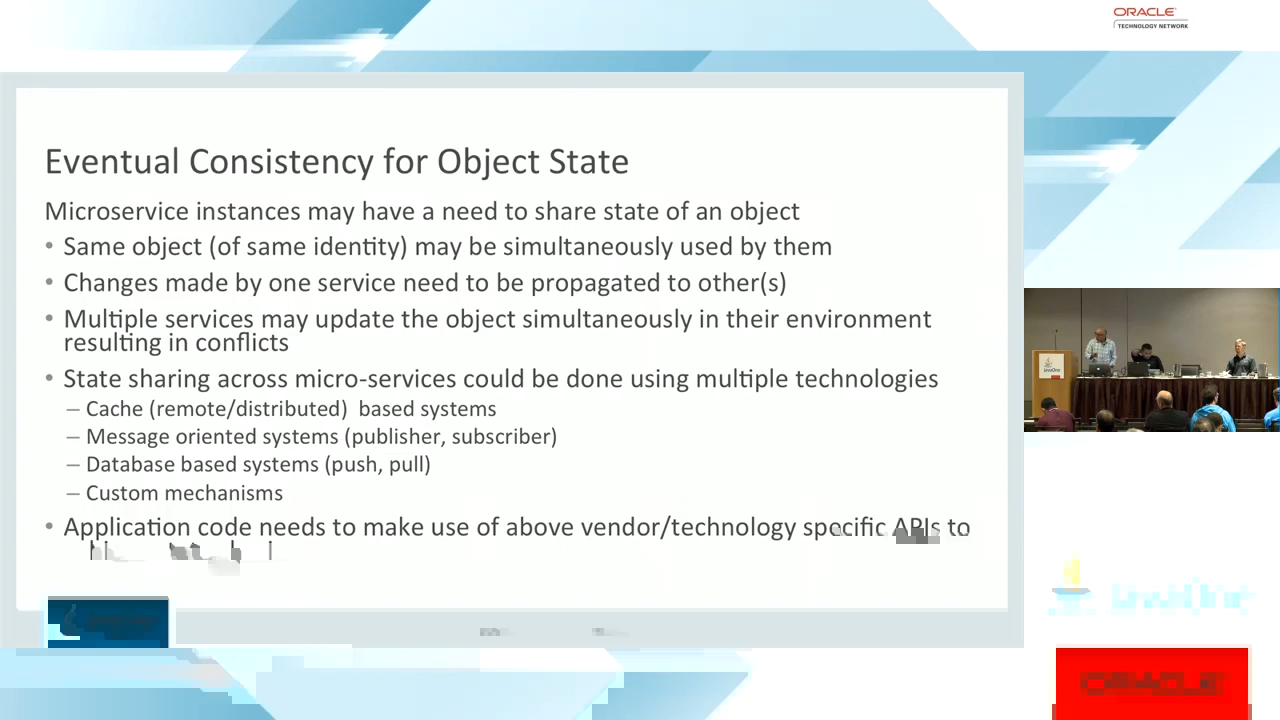 ORACLE
TECHNOLOGY NETWORK
Eventual Consistency for Object State
Microservice instances may have a need to share state of an object
• Same object (of same identity) may be simultaneously used by them
• Changes made by one service need to be propagated to other(s)
• Multiple services may update the object simultaneously in their environment
resulting in conflicts
• State sharing across micro-services could be done using multiple technologies
– Cache (remote/distributed) based systems
– Message oriented systems (publisher, subscriber)
– Database based systems (push, pull)
– Custom mechanisms
• Application code needs to make use of above vendor/technology specific APIs to
JavaOne
ORACLE